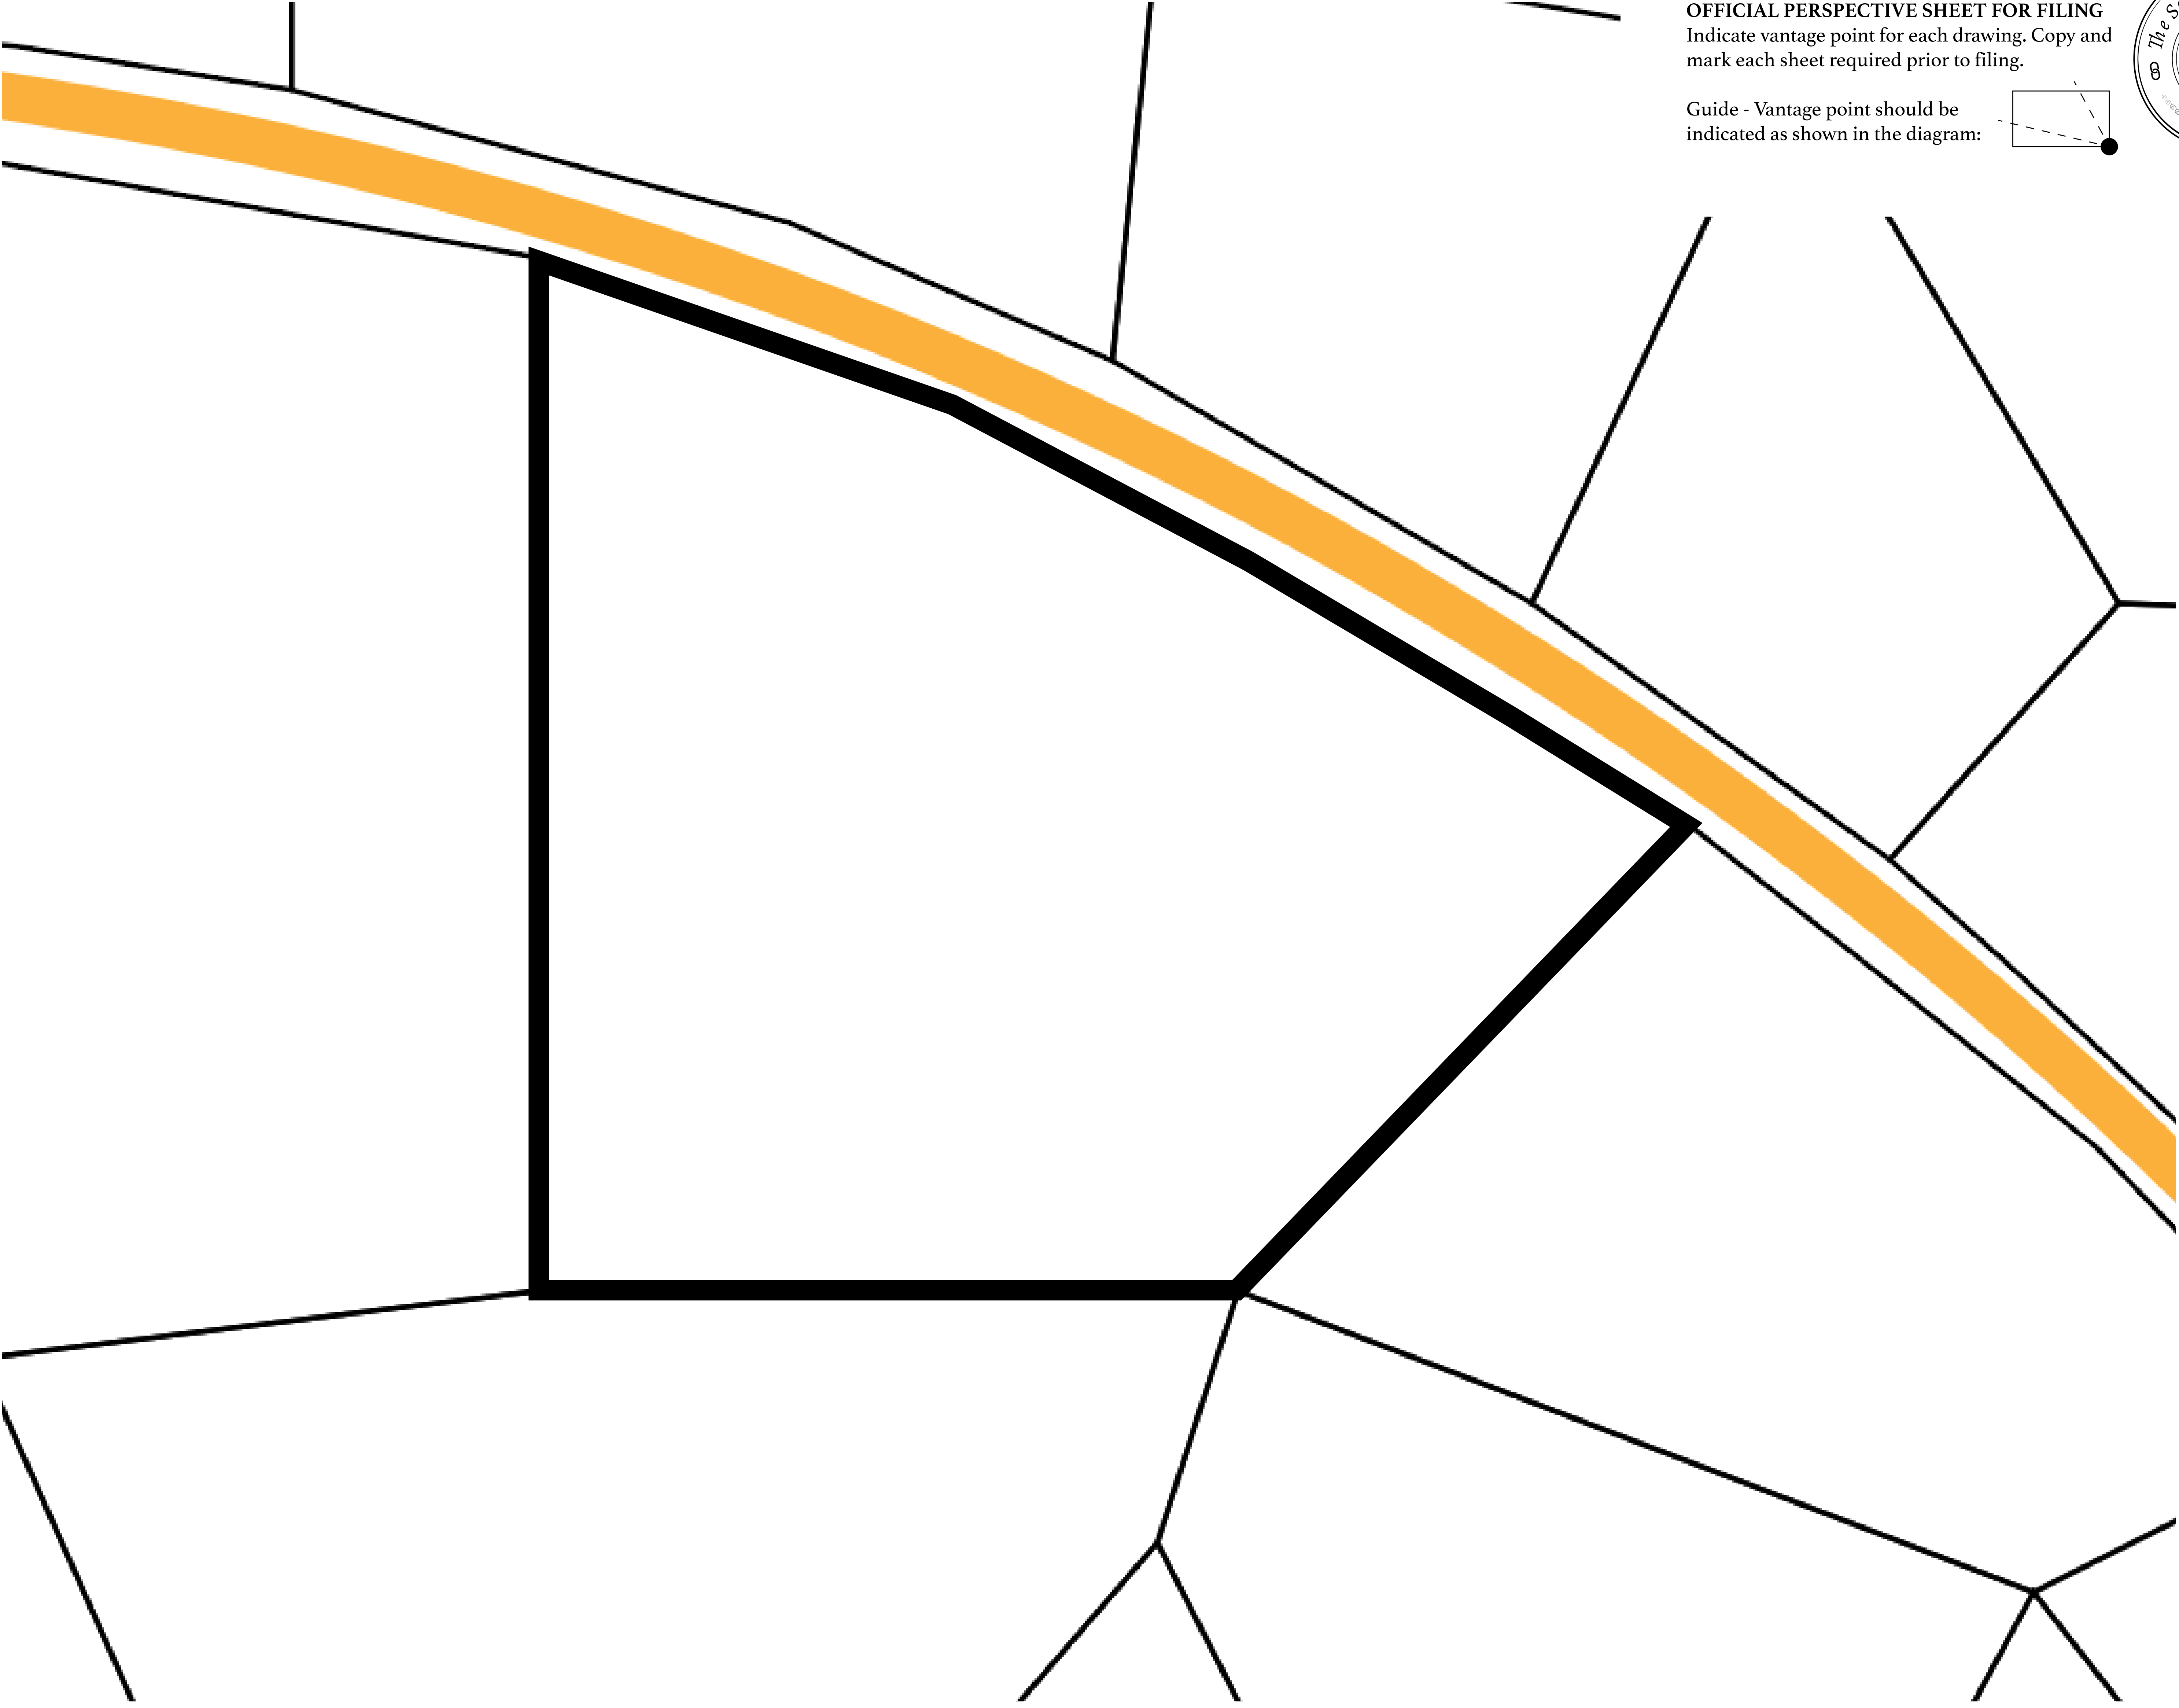 OFFICIAL PERSPECTIVE SHEET FOR FILING
Indicate vantage point for each drawing. Copy and
mark each sheet required prior to filing.
Guide - Vantage point should be
indicated as shown in the diagram:
The